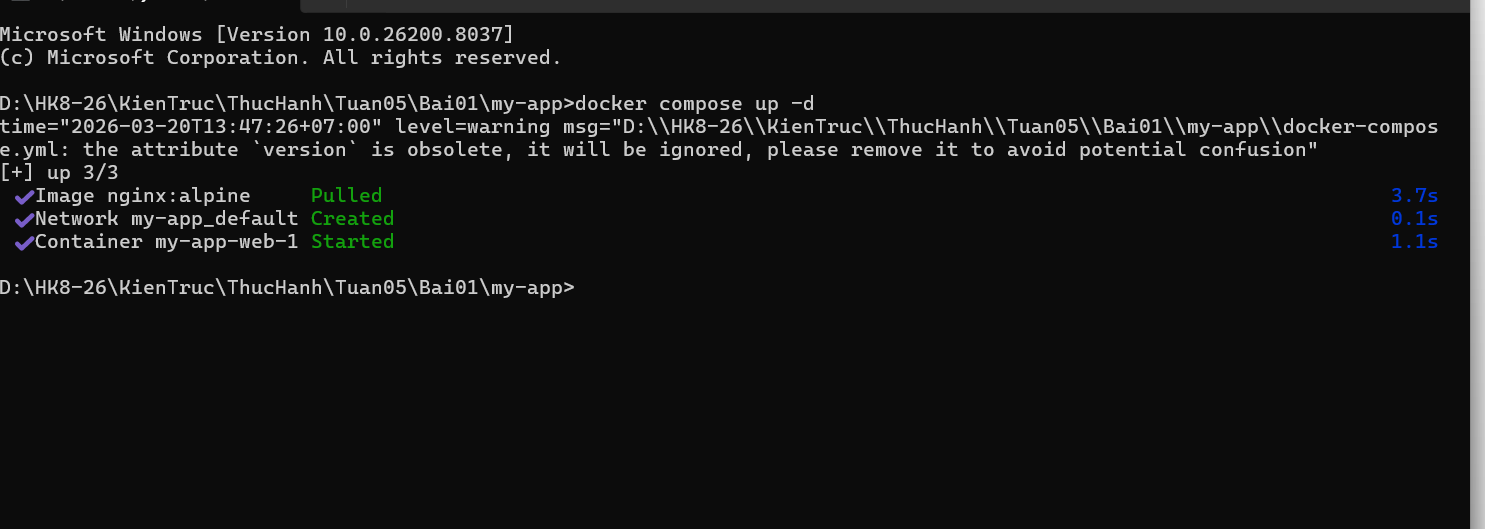 Microsoft Windows [Version 10.0.26200.8037]
(c) Microsoft Corporation. All rights reserved.
D:\HK8-26\KienTruc\ThucHanh\Tuan05\Bai01\my-app>docker compose up -d
time="2026-03-20T13:47:26+07:00" level=warning msg="D:\\HK8-26\\KienTruc\\ThucHanh\\Tuan05\\Bai01\\my-app\\docker-compos
e.yml: the attribute `version` is obsolete, it will be ignored, please remove it to avoid potential confusion"
[+] up 3/3
✔Image nginx:alpine Pulled 3.7s
✔Network my-app_default Created 0.1s
✔Container my-app-web-1 Started 1.1s
D:\HK8-26\KienTruc\ThucHanh\Tuan05\Bai01\my-app>